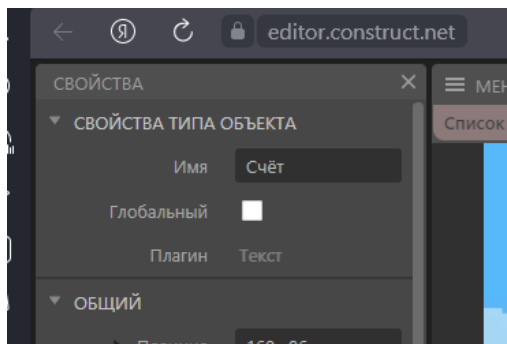 editor.construct.net
СВОЙСТВА
МЕН
СВОЙСТВА ТИПА ОБЪЕКТА
Список
Имя Счёт
Глобальный
Плагин Текст
ОБЩИЙ